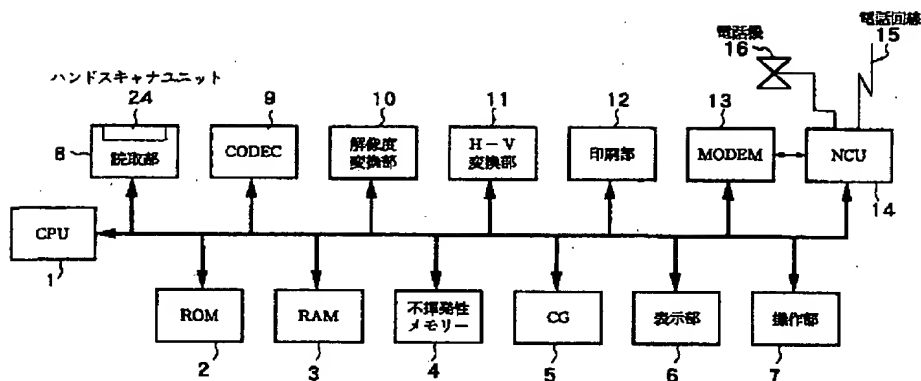 電話機
16
電話回線
15
ハンドスキャナユニット
24
9
10
11
12
13
8
読取部
CODEC
解像度
変換部
H-V
変換部
印刷部
MODEM
NCU
14
CPU
1
ROM
RAM
不揮発性
メモリー
CG
表示部
操作部
2
3
4
5
6
7